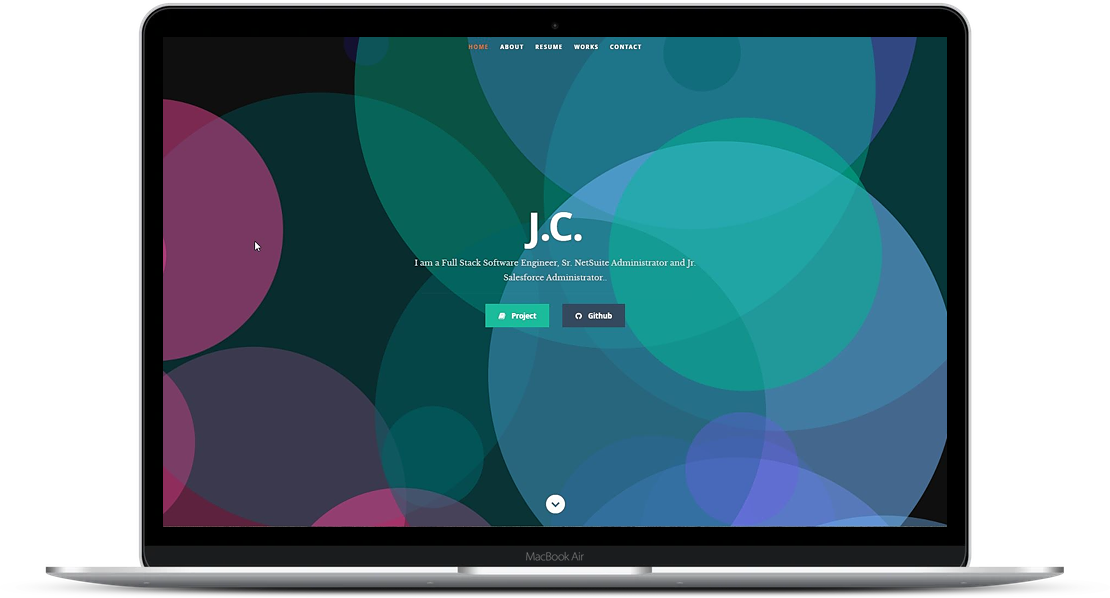 HOME ABOUT RESUME WORKS CONTACT
J.C.
I am a Full Stack Software Engineer, Sr. NetSuite Administrator and Jr.
Salesforce Administrator..
Project Github
MacBook Air